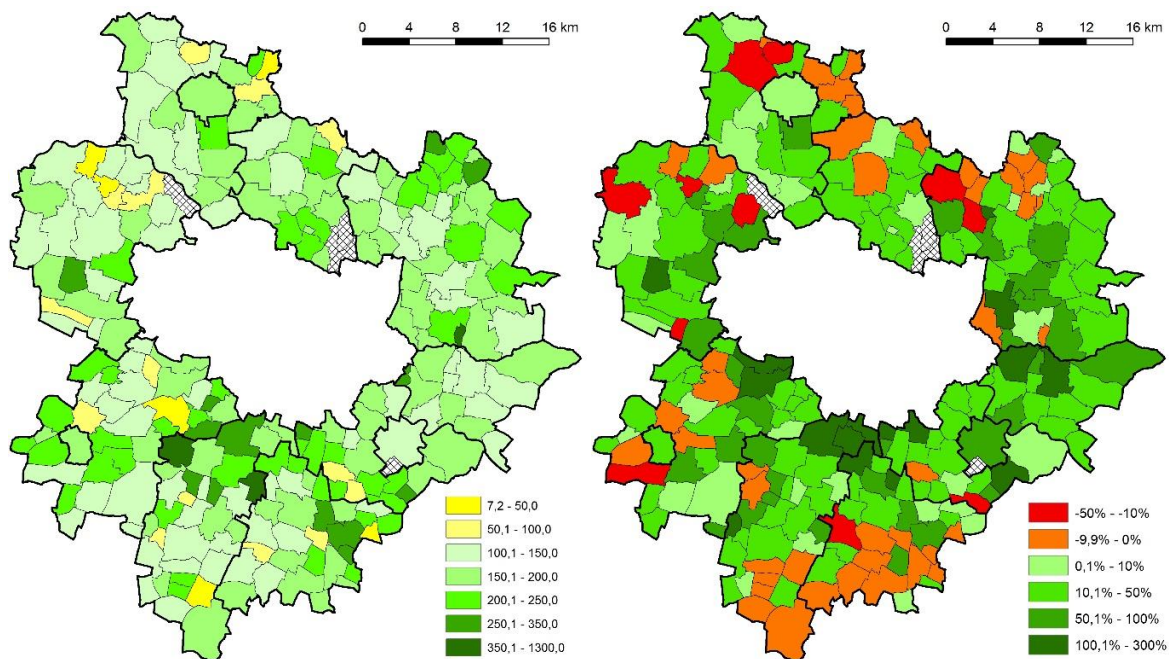 0 4 8 12 16 km
0 4 8 12 16 km
7,2 - 50,0
50,1 - 100,0
100,1 - 150,0
150,1 - 200,0
200,1 - 250,0
250,1 - 350,0
350,1 - 1300,0
-50% - -10%
-9,9% - 0%
0,1% - 10%
10,1% - 50%
50,1% - 100%
100,1% - 300%